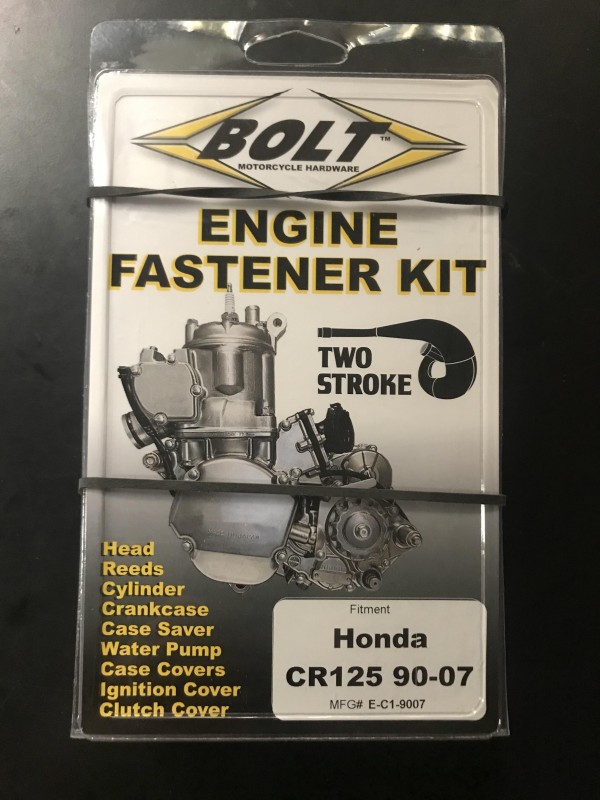 BOLT™
MOTORCYCLE HARDWARE
ENGINE
FASTENER KIT
TWO
STROKE
Head
Reeds
Cylinder
Crankcase
Case Saver
Water Pump
Case Covers
Ignition Cover
Clutch Cover
Fitment
Honda
CR125 90-07
MFG# E-C1-9007